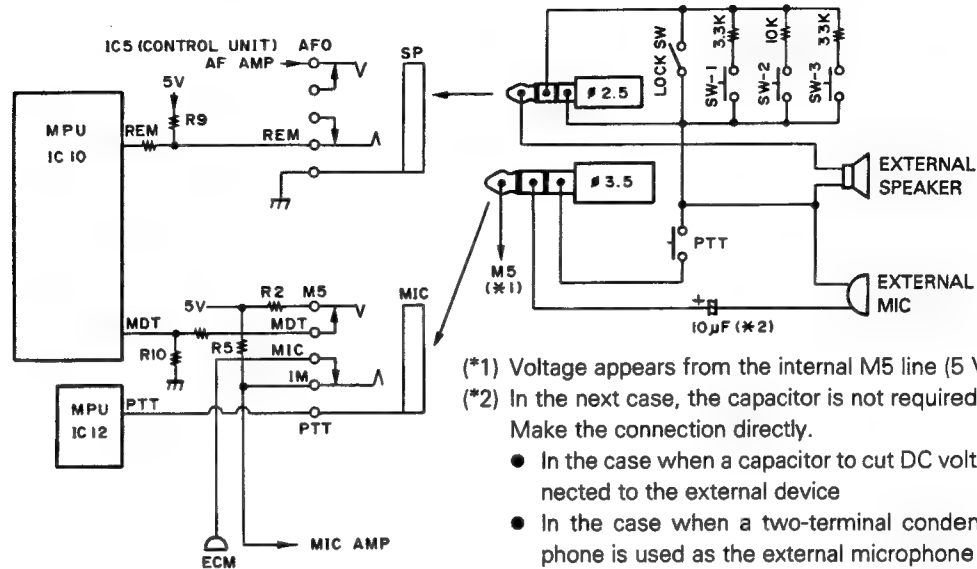 IC5 (CONTROL UNIT) AFO
AF AMP
SP
5V
R9
REM
REM
MPU
IC 10
LOCK SW
3.3K
10K
33K
SW-1
SW-2
SW-3
ø 2.5
ø 3.5
EXTERNAL
SPEAKER
PTT
M5
(*1)
EXTERNAL
MIC
+
10μF (*2)
5V
R2
M5
MIC
MDT
MDT
R10
R5
MIC
IM
MPU
IC 12
PTT
PTT
ECM
MIC AMP
(*1) Voltage appears from the internal M5 line (5 V
(*2) In the next case, the capacitor is not required
Make the connection directly.
● In the case when a capacitor to cut DC volt
nected to the external device
● In the case when a two-terminal conden
phone is used as the external microphone